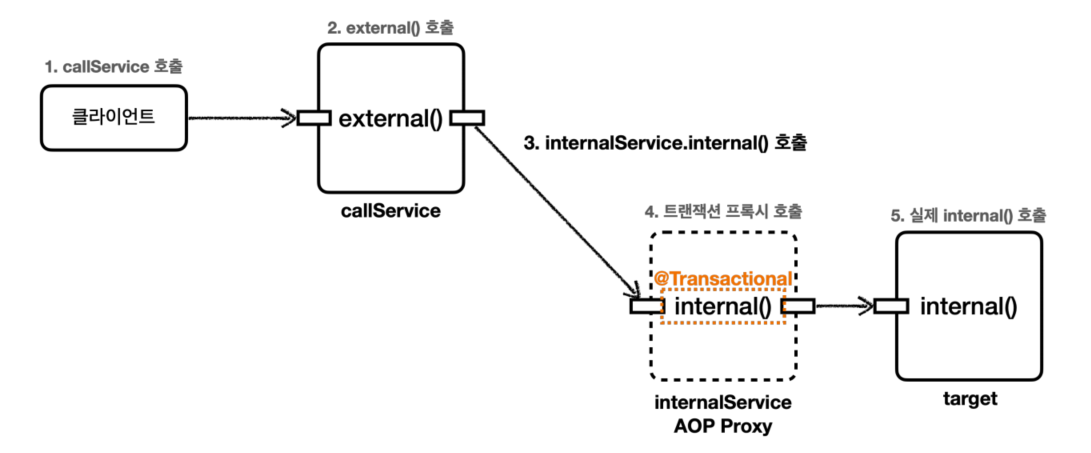 1. callService 호출
클라이언트
2. external() 호출
external()
callService
3. internalService.internal() 호출
4. 트랜잭션 프록시 호출
@Transactional
internal()
internalService
AOP Proxy
5. 실제 internal() 호출
internal()
target